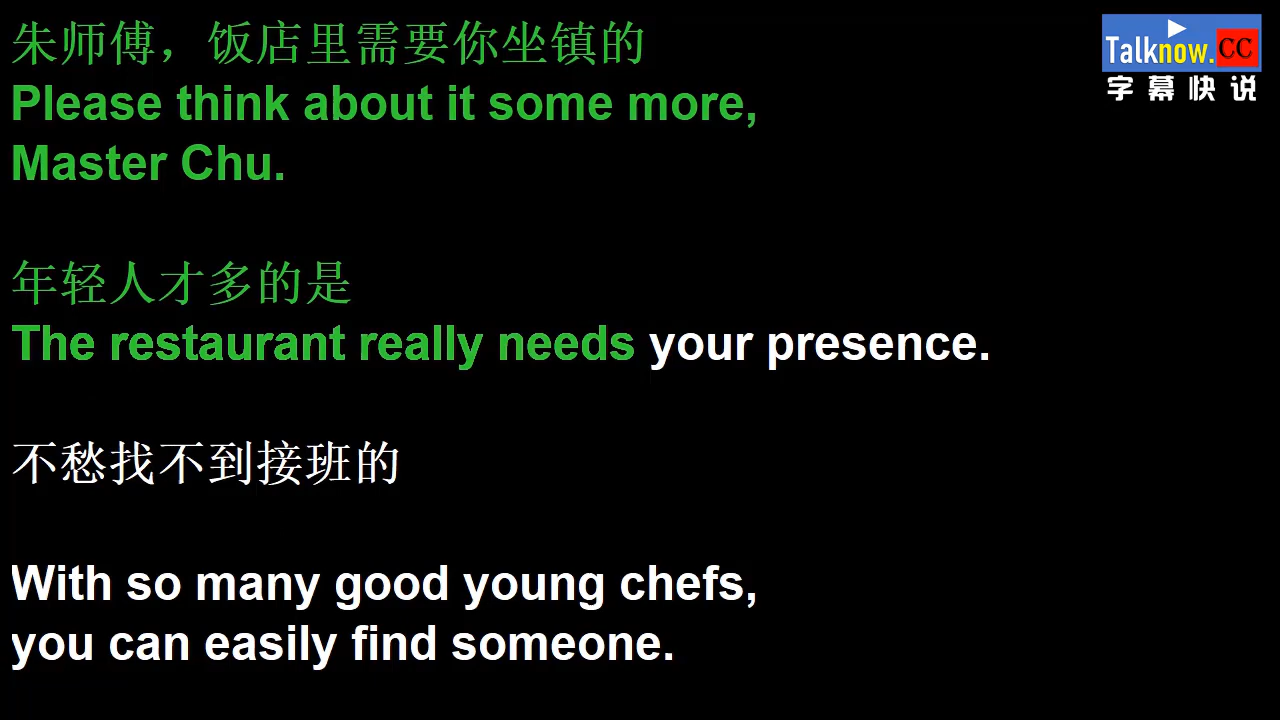 朱师傅，饭店里需要你坐镇的
Please think about it some more,
Master Chu.
年轻人才多的是
The restaurant really needs your presence.
不愁找不到接班的
With so many good young chefs,
you can easily find someone.
Talknow.CC
字幕快说